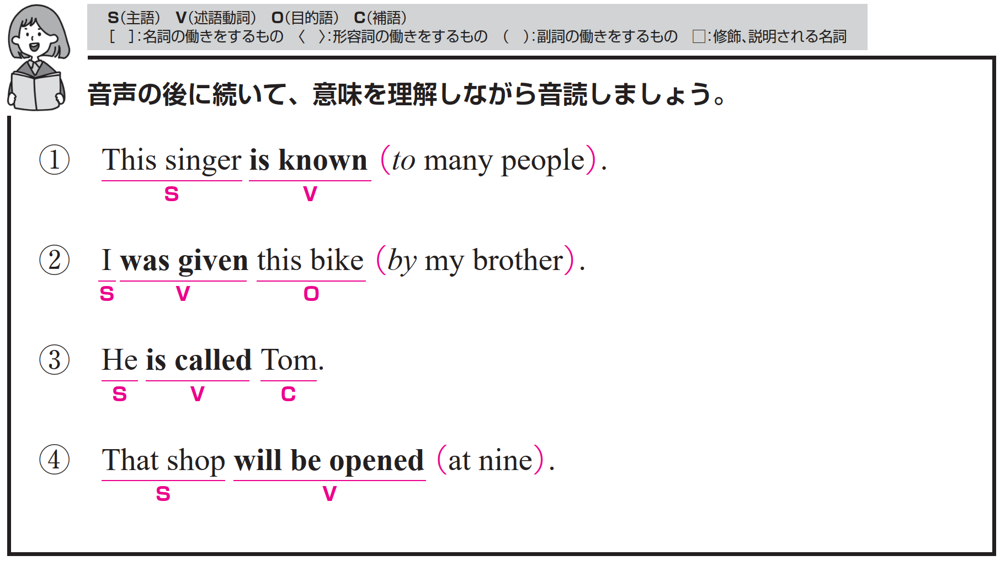 S（主語）　V（述語動詞）　O（目的語）　C（補語）
［　］：名詞の働きをするもの　〈　〉：形容詞の働きをするもの　（　）：副詞の働きをするもの　□：修飾、説明される名詞
音声の後に続いて、意味を理解しながら音読しましょう。
① This singer is known (to many people).
S V
② I was given this bike (by my brother).
S V O
③ He is called Tom.
S V C
④ That shop will be opened (at nine).
S V